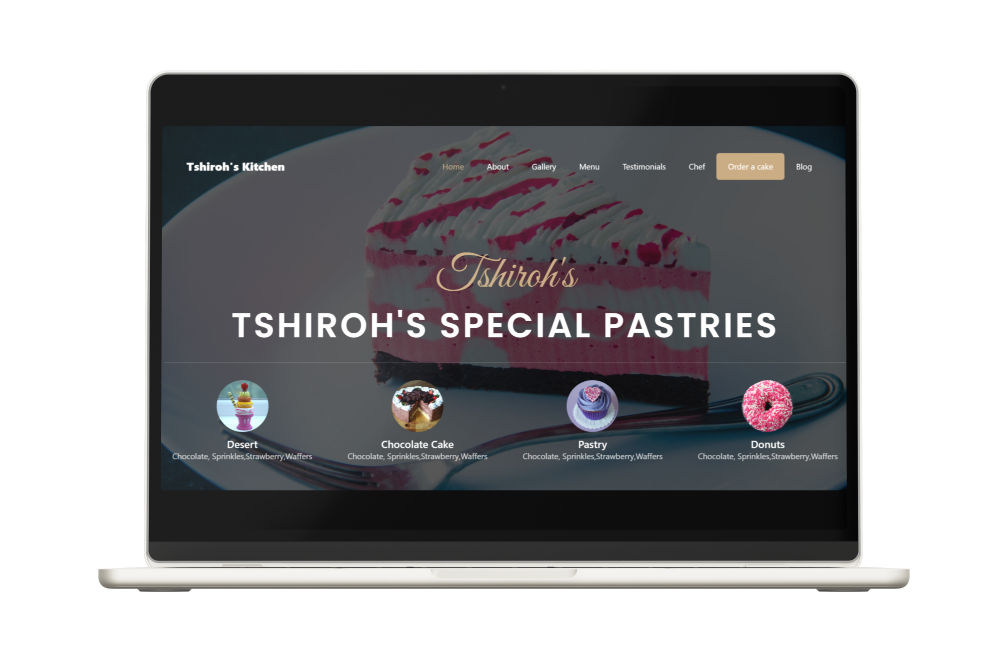 Tshiroh's Kitchen
Home About Gallery Menu Testimonials Chef Order a cake Blog
Tshiroh's
TSHIROH'S SPECIAL PASTRIES
Desert Chocolate Cake Pastry Donuts
Chocolate, Sprinkles,Strawberry,Waffers Chocolate, Sprinkles,Strawberry,Waffers Chocolate, Sprinkles,Strawberry,Waffers Chocolate, Sprinkles,Strawberry,Waffers